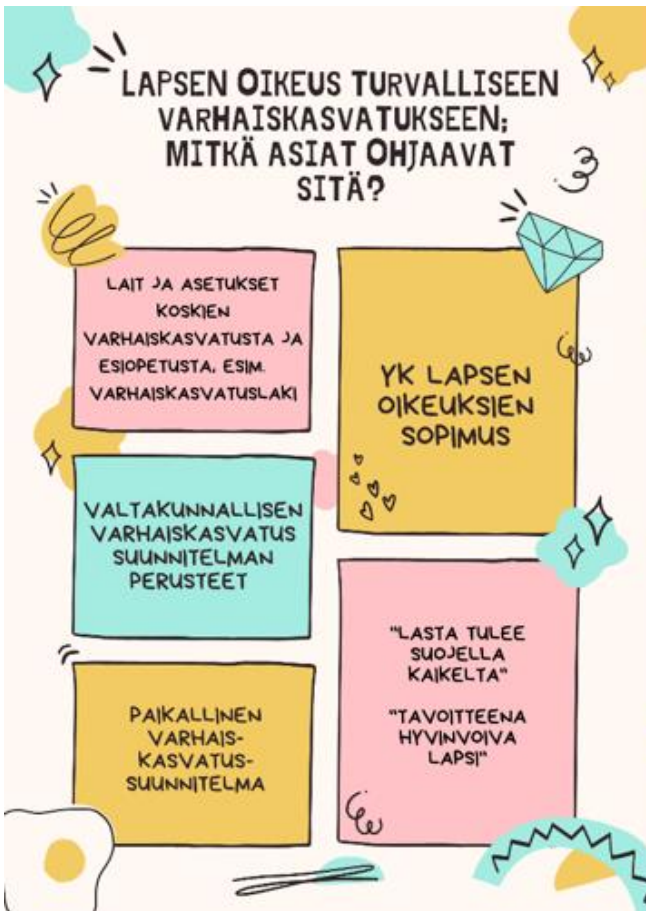 LAPSEN OIKEUS TURVALLISEEN
VARHAISKASVATUKSEEN;
MITKÄ ASIAT OHJAAVAT
SITÄ?
LAIT JA ASETUKSET
KOSKIEN
VARHAISKASVATUSTA JA
ESIOPETUSTA, ESIM.
VARHAISKASVATUSLAKI
YK LAPSEN
OIKEUKSIEN
SOPIMUS
VALTAKUNNALLISEN
VARHAISKASVATUS
SUUNNITELMAN
PERUSTEET
"LASTA TULEE
SUOJELLA
KAIKELTA"
"TAVOITTEENA
HYVINVOIVA
LAPSI"
PAIKALLINEN
VARHAIS-
KASVATUS-
SUUNNITELMA